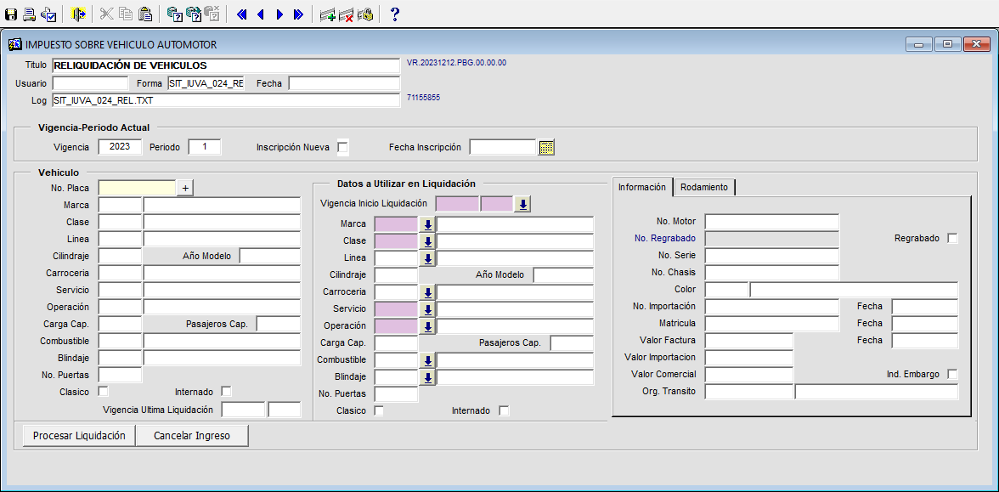 IMPUESTO SOBRE VEHICULO AUTOMOTOR
Titulo RELIQUIDACIÓN DE VEHICULOS VR.20231212.PBG.00.00.00
Usuario Forma SIT_IUVA_024_RE Fecha
Log SIT_IUVA_024_REL.TXT 71155855
Vigencia-Periodo Actual
Vigencia 2023 Periodo 1 Inscripción Nueva Fecha Inscripción
Vehiculo
No. Placa +
Marca
Clase
Linea
Cilindraje Año Modelo
Carroceria
Servicio
Operación
Carga Cap. Pasajeros Cap.
Combustible
Blindaje
No. Puertas
Clasico Internado
Vigencia Ultima Liquidación
Datos a Utilizar en Liquidación
Vigencia Inicio Liquidación
Marca
Clase
Linea
Cilindraje Año Modelo
Carroceria
Servicio
Operación
Carga Cap. Pasajeros Cap.
Combustible
Blindaje
No. Puertas
Clasico Internado
Información Rodamiento
No. Motor
No. Regrabado Regrabado
No. Serie
No. Chasis
Color
No. Importación Fecha
Matricula Fecha
Valor Factura Fecha
Valor Importacion
Valor Comercial Ind. Embargo
Org. Transito
Procesar Liquidación Cancelar Ingreso